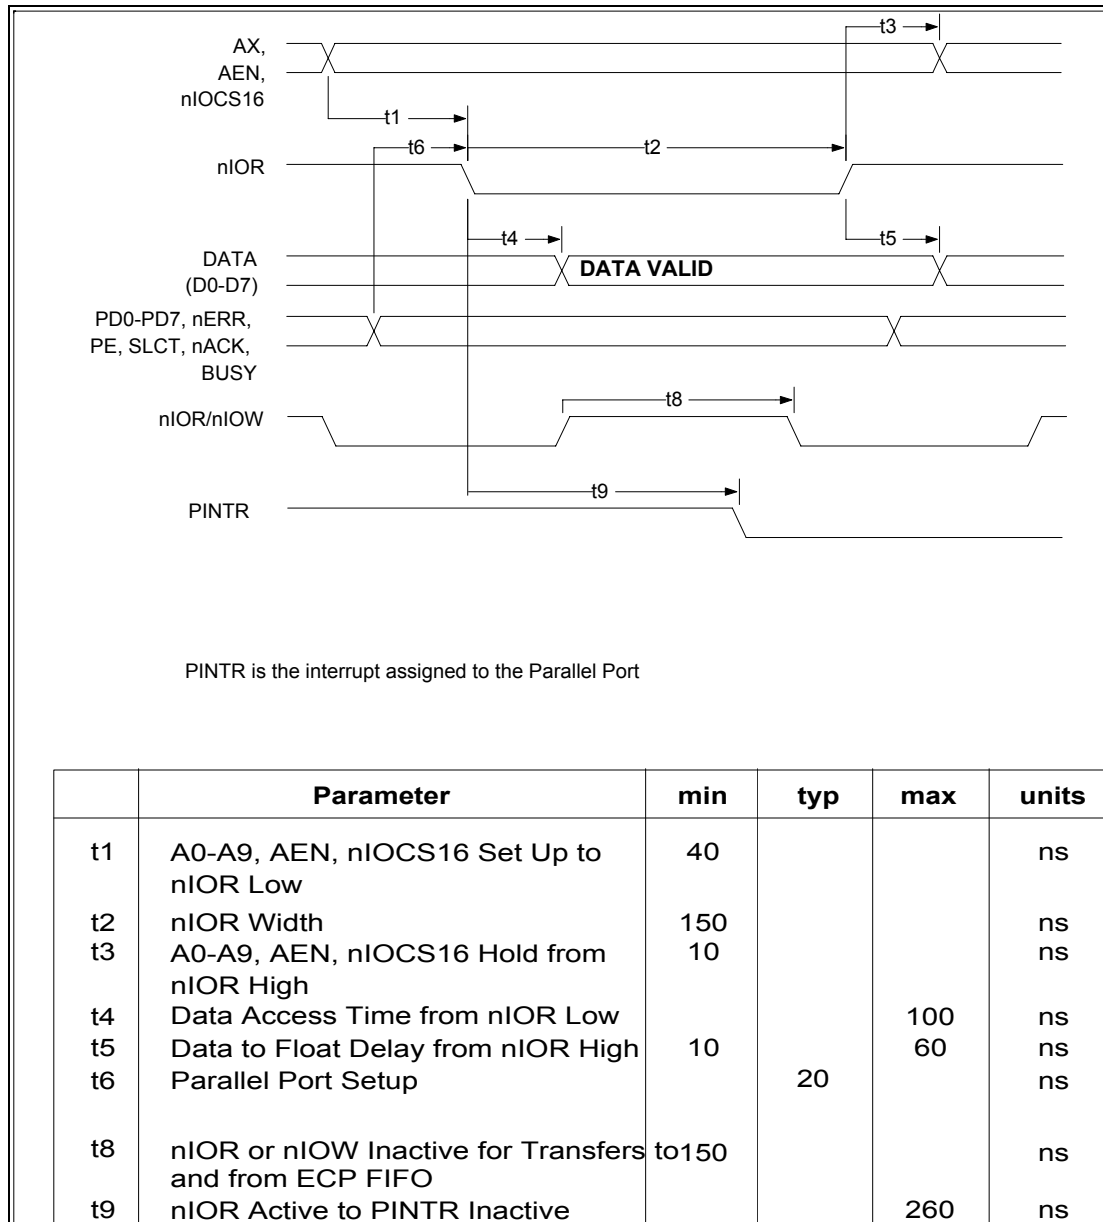 AX,
AEN,
nIOCS16
t3
t1
t6
t2
nIOR
t4
t5
DATA
(D0-D7)
DATA VALID
PD0-PD7, nERR,
PE, SLCT, nACK,
BUSY
t8
nIOR/nIOW
t9
PINTR
PINTR is the interrupt assigned to the Parallel Port
Parameter min typ max units
t1 A0-A9, AEN, nIOCS16 Set Up to 40 ns
nIOR Low
t2 nIOR Width 150 ns
t3 A0-A9, AEN, nIOCS16 Hold from 10 ns
nIOR High
t4 Data Access Time from nIOR Low 100 ns
t5 Data to Float Delay from nIOR High 10 60 ns
t6 Parallel Port Setup 20 ns
t8 nIOR or nIOW Inactive for Transfers to 150 ns
and from ECP FIFO
t9 nIOR Active to PINTR Inactive 260 ns